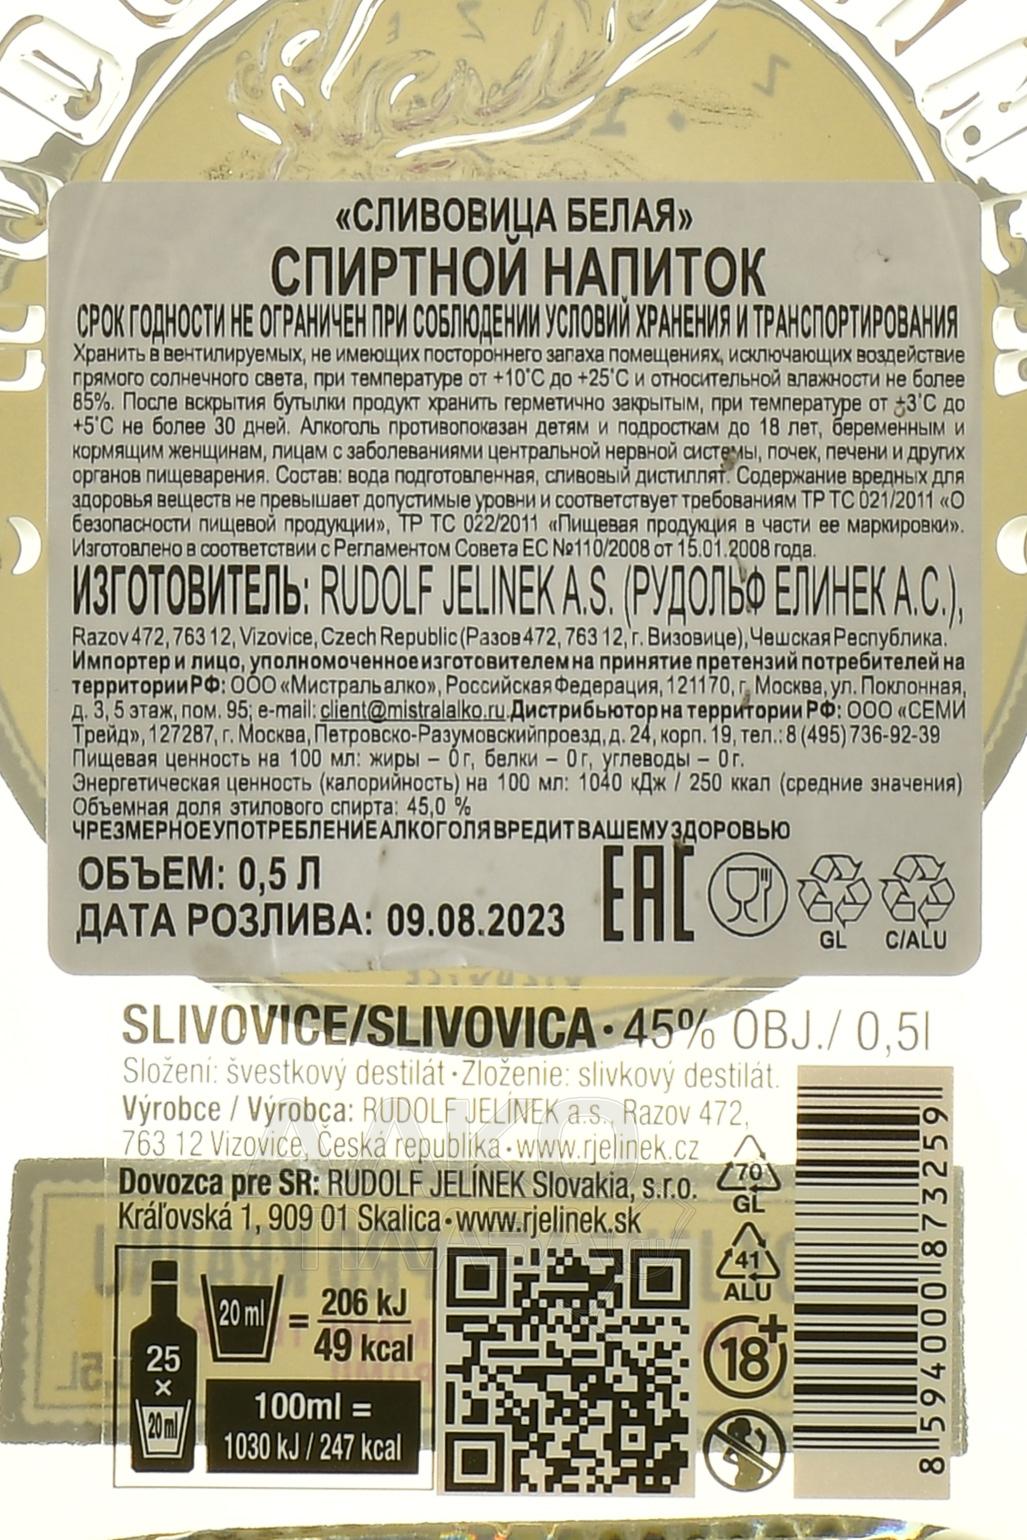 «СЛИВОВИЦА БЕЛАЯ»
СПИРТНОЙ НАПИТОК
СРОК ГОДНОСТИ НЕ ОГРАНИЧЕН ПРИ СОБЛЮДЕНИИ УСЛОВИЙ ХРАНЕНИЯ И ТРАНСПОРТИРОВАНИЯ
Хранить в вентилируемых, не имеющих постороннего запаха помещениях, исключающих воздействие
прямого солнечного света, при температуре от +10˚С до +25˚С и относительной влажности не более
85%. После вскрытия бутылки продукт хранить герметично закрытым, при температуре от +3˚С до
+5˚С не более 30 дней. Алкоголь противопоказан детям и подросткам до 18 лет, беременным и
кормящим женщинам, лицам с заболеваниями центральной нервной системы, почек, печени и других
органов пищеварения. Состав: вода подготовленная, сливовый дистиллят. Содержание вредных для
здоровья веществ не превышает допустимые уровни и соответствует требованиям ТР ТС 021/2011 «О
безопасности пищевой продукции», ТР ТС 022/2011 «Пищевая продукция в части ее маркировки».
Изготовлено в соответствии с Регламентом Совета ЕС №110/2008 от 15.01.2008 года.
ИЗГОТОВИТЕЛЬ: RUDOLF JELINEK A.S. (РУДОЛЬФ ЕЛИНЕК А.С.),
Razov 472, 763 12, Vizovice, Czech Republic (Разов 472, 763 12, г. Визовице), Чешская Республика.
Импортер и лицо, уполномоченное изготовителем на принятие претензий потребителей на
территории РФ: ООО «Мистраль алко», Российская Федерация, 121170, г. Москва, ул. Поклонная,
д. 3, 5 этаж, пом. 95; e-mail: client@mistralalko.ru. Дистрибьютор на территории РФ: ООО «СЕМИ
Трейд», 127287, г. Москва, Петровско-Разумовский проезд, д. 24, корп. 19, тел.: 8 (495) 736-92-39
Пищевая ценность на 100 мл: жиры – 0 г, белки – 0 г, углеводы – 0 г.
Энергетическая ценность (калорийность) на 100 мл: 1040 кДж / 250 ккал (средние значения)
Объемная доля этилового спирта: 45,0 %
ЧРЕЗМЕРНОЕ УПОТРЕБЛЕНИЕ АЛКОГОЛЯ ВРЕДИТ ВАШЕМУ ЗДОРОВЬЮ
ОБЪЕМ: 0,5 Л
ДАТА РОЗЛИВА: 09.08.2023
EAC
GL
C/ALU
SLIVOVICE/SLIVOVICA • 45% OBJ./ 0,5l
Složení: švestkový destilát • Zloženie: slivkový destilát.
Výrobce / Výrobca: RUDOLF JELÍNEK a.s., Razov 472,
763 12 Vizovice, Česká republika • www.rjelinek.cz
Dovozca pre SR: RUDOLF JELÍNEK Slovakia, s.r.o.
Kráľovská 1, 909 01 Skalica • www.rjelinek.sk
70
GL
41
ALU
18+
25
×
20 ml
20 ml = 206 kJ
49 kcal
100ml =
1030 kJ / 247 kcal
8 594000 873259
АЛКО
ПЛАЗА.ru